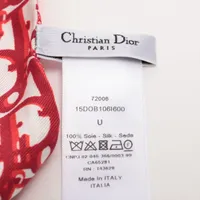 Christian Dior
PARIS
72006
15DOB106I600
U
100% Soie - Silk - Seda
Made in ITALY
ITALIA